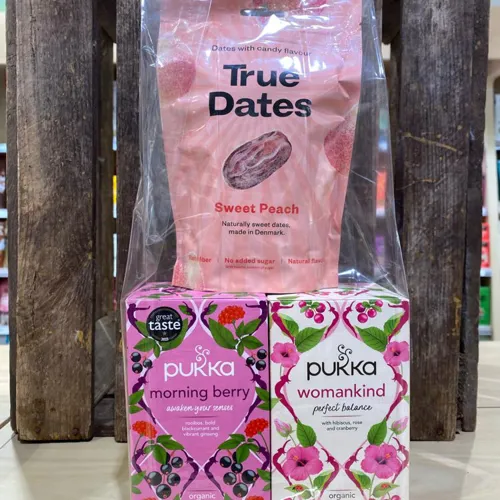 Dates with candy flavour
True
Dates
Sweet Peach
Naturally sweet dates,
made in Denmark.
No added sugar
Natural
great
taste
pukka
morning berry
awaken your senses
rooibos, bold
blackcurrant and
vibrant ginseng
organic
pukka
womankind
perfect balance
with hibiscus, rose
and cranberry
organic